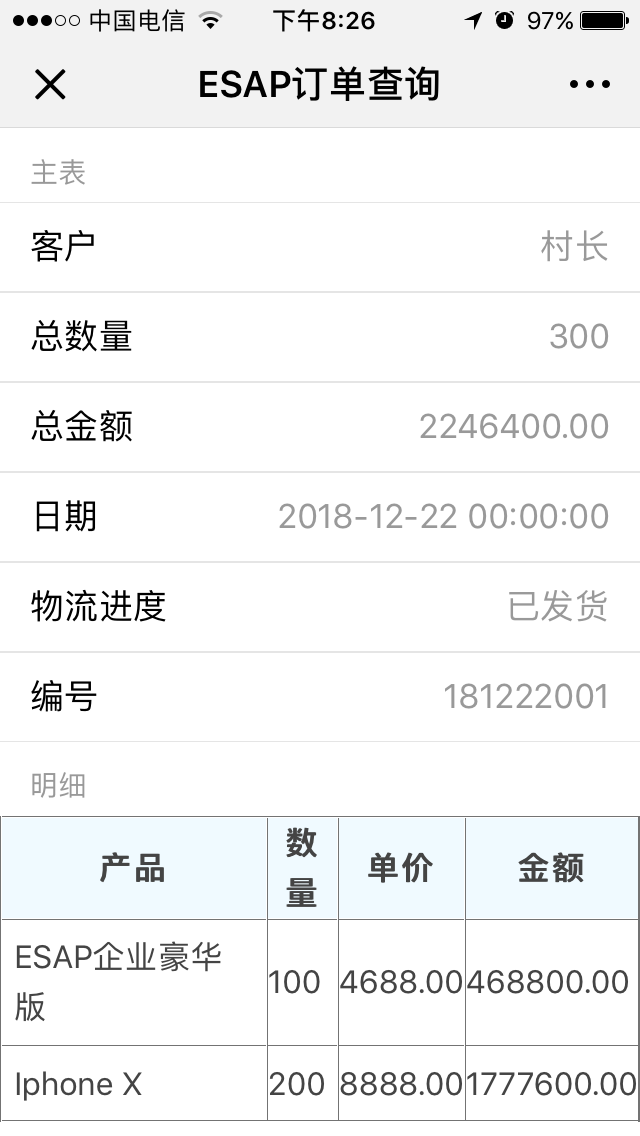 中国电信 下午8:26 97%
ESAP订单查询
主表
客户 村长
总数量 300
总金额 2246400.00
日期 2018-12-22 00:00:00
物流进度 已发货
编号 181222001
明细
产品 数量 单价 金额
ESAP企业豪华版 100 4688.00 468800.00
Iphone X 200 8888.00 1777600.00